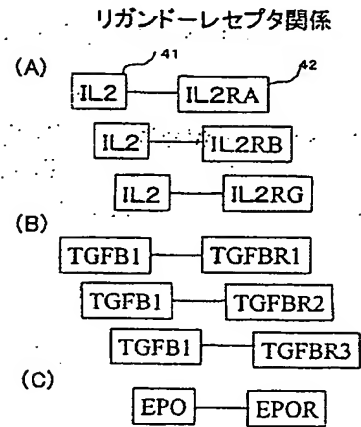 リガンドーレセプタ関係
(A)
41
42
IL2 IL2RA
IL2 IL2RB
IL2 IL2RG
(B)
TGFB1 TGFBR1
TGFB1 TGFBR2
TGFB1 TGFBR3
(C)
EPO EPOR